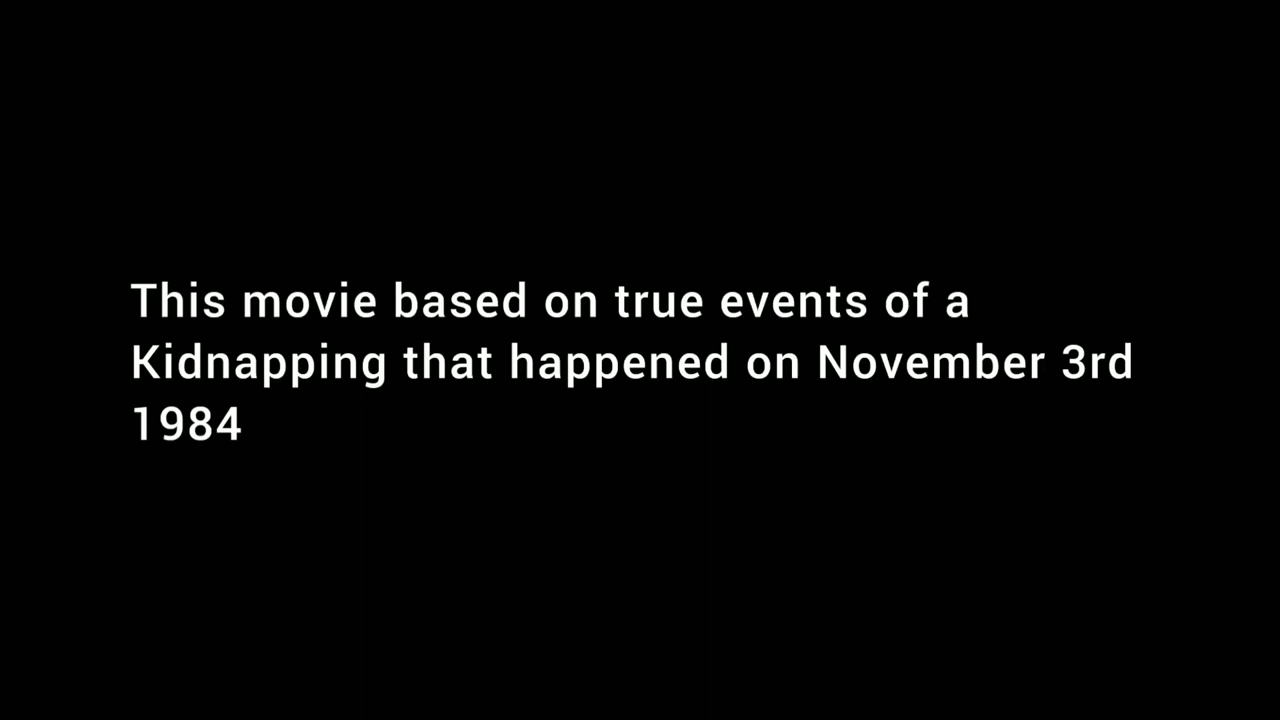 This movie based on true events of a
Kidnapping that happened on November 3rd
1984